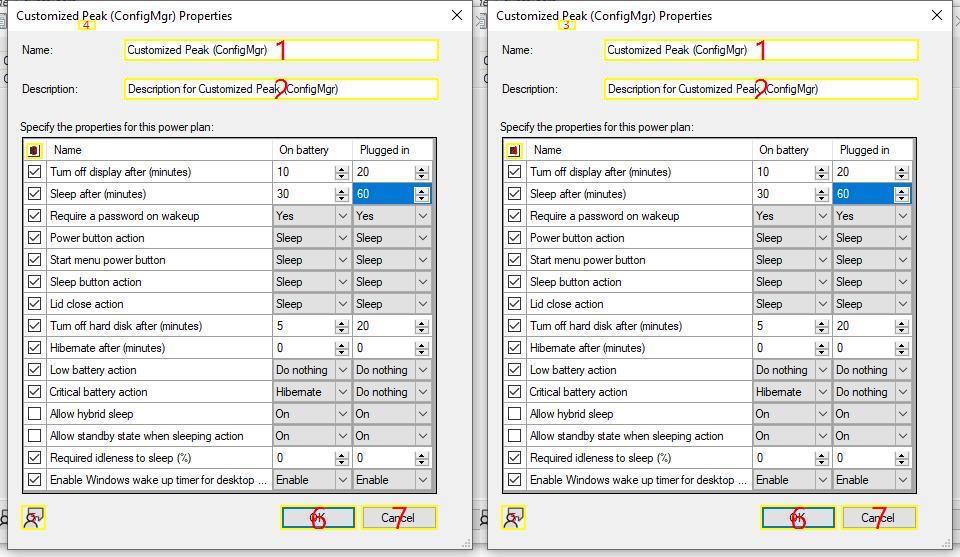 Customized Peak (ConfigMgr) Properties
4
Name: Customized Peak (ConfigMgr) 1
Description: Description for Customized Peak (ConfigMgr) 2
Specify the properties for this power plan:
Name On battery Plugged in
Turn off display after (minutes) 10 20
Sleep after (minutes) 30 60
Require a password on wakeup Yes Yes
Power button action Sleep Sleep
Start menu power button Sleep Sleep
Sleep button action Sleep Sleep
Lid close action Sleep Sleep
Turn off hard disk after (minutes) 5 20
Hibernate after (minutes) 0 0
Low battery action Do nothing Do nothing
Critical battery action Hibernate Do nothing
Allow hybrid sleep On On
Allow standby state when sleeping action On On
Required idleness to sleep (%) 0 0
Enable Windows wake up timer for desktop ... Enable Enable
OK 6 Cancel 7
Customized Peak (ConfigMgr) Properties
3
Name: Customized Peak (ConfigMgr) 1
Description: Description for Customized Peak (ConfigMgr) 2
Specify the properties for this power plan:
Name On battery Plugged in
Turn off display after (minutes) 10 20
Sleep after (minutes) 30 60
Require a password on wakeup Yes Yes
Power button action Sleep Sleep
Start menu power button Sleep Sleep
Sleep button action Sleep Sleep
Lid close action Sleep Sleep
Turn off hard disk after (minutes) 5 20
Hibernate after (minutes) 0 0
Low battery action Do nothing Do nothing
Critical battery action Hibernate Do nothing
Allow hybrid sleep On On
Allow standby state when sleeping action On On
Required idleness to sleep (%) 0 0
Enable Windows wake up timer for desktop ... Enable Enable
OK 6 Cancel 7